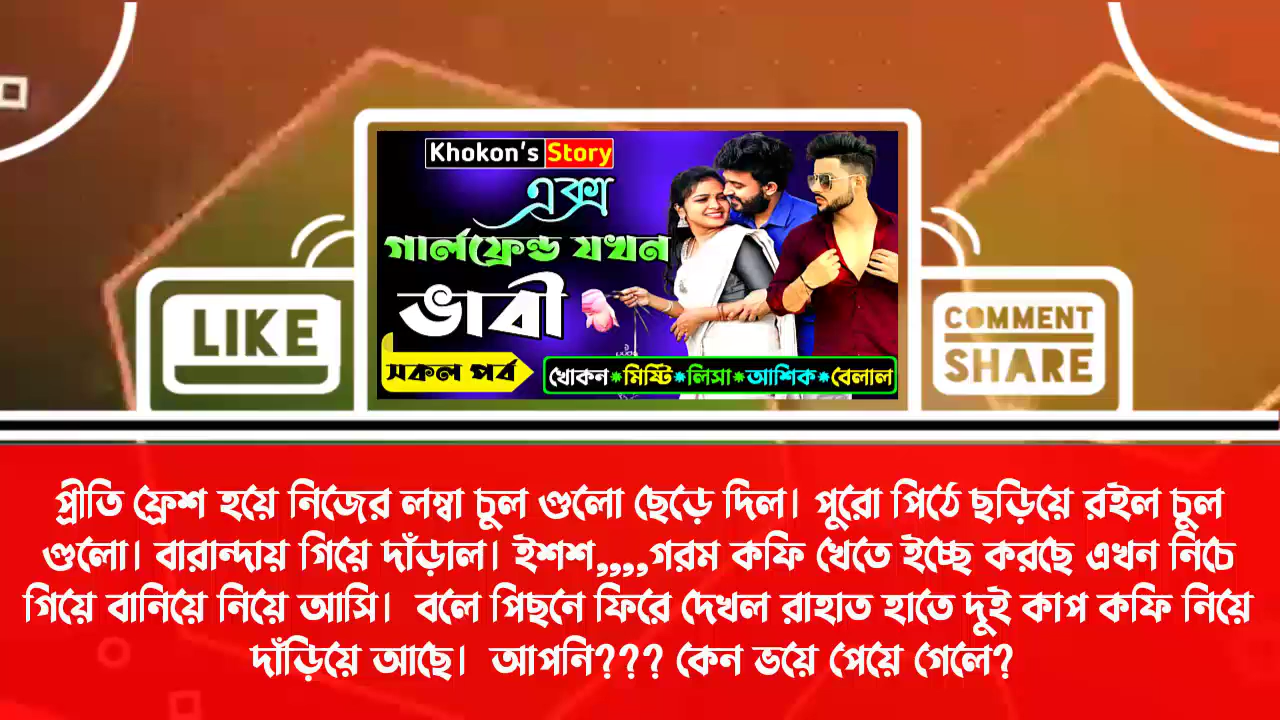 Khokon's Story
এক্স
গার্লফ্রেন্ড যখন
ভাবী
সকল পর্ব
খোকন*মিষ্টি*লিসা*আশিক*বেলাল
LIKE
COMMENT
SHARE
প্রীতি ফ্রেশ হয়ে নিজের লম্বা চুল গুলো ছেড়ে দিল। পুরো পিঠে ছড়িয়ে রইল চুল
গুলো। বারান্দায় গিয়ে দাঁড়াল। ইশশ,,,,গরম কফি খেতে ইচ্ছে করছে এখন নিচে
গিয়ে বানিয়ে নিয়ে আসি। বলে পিছনে ফিরে দেখল রাহাত হাতে দুই কাপ কফি নিয়ে
দাঁড়িয়ে আছে। আপনি??? কেন ভয়ে পেয়ে গেলে?